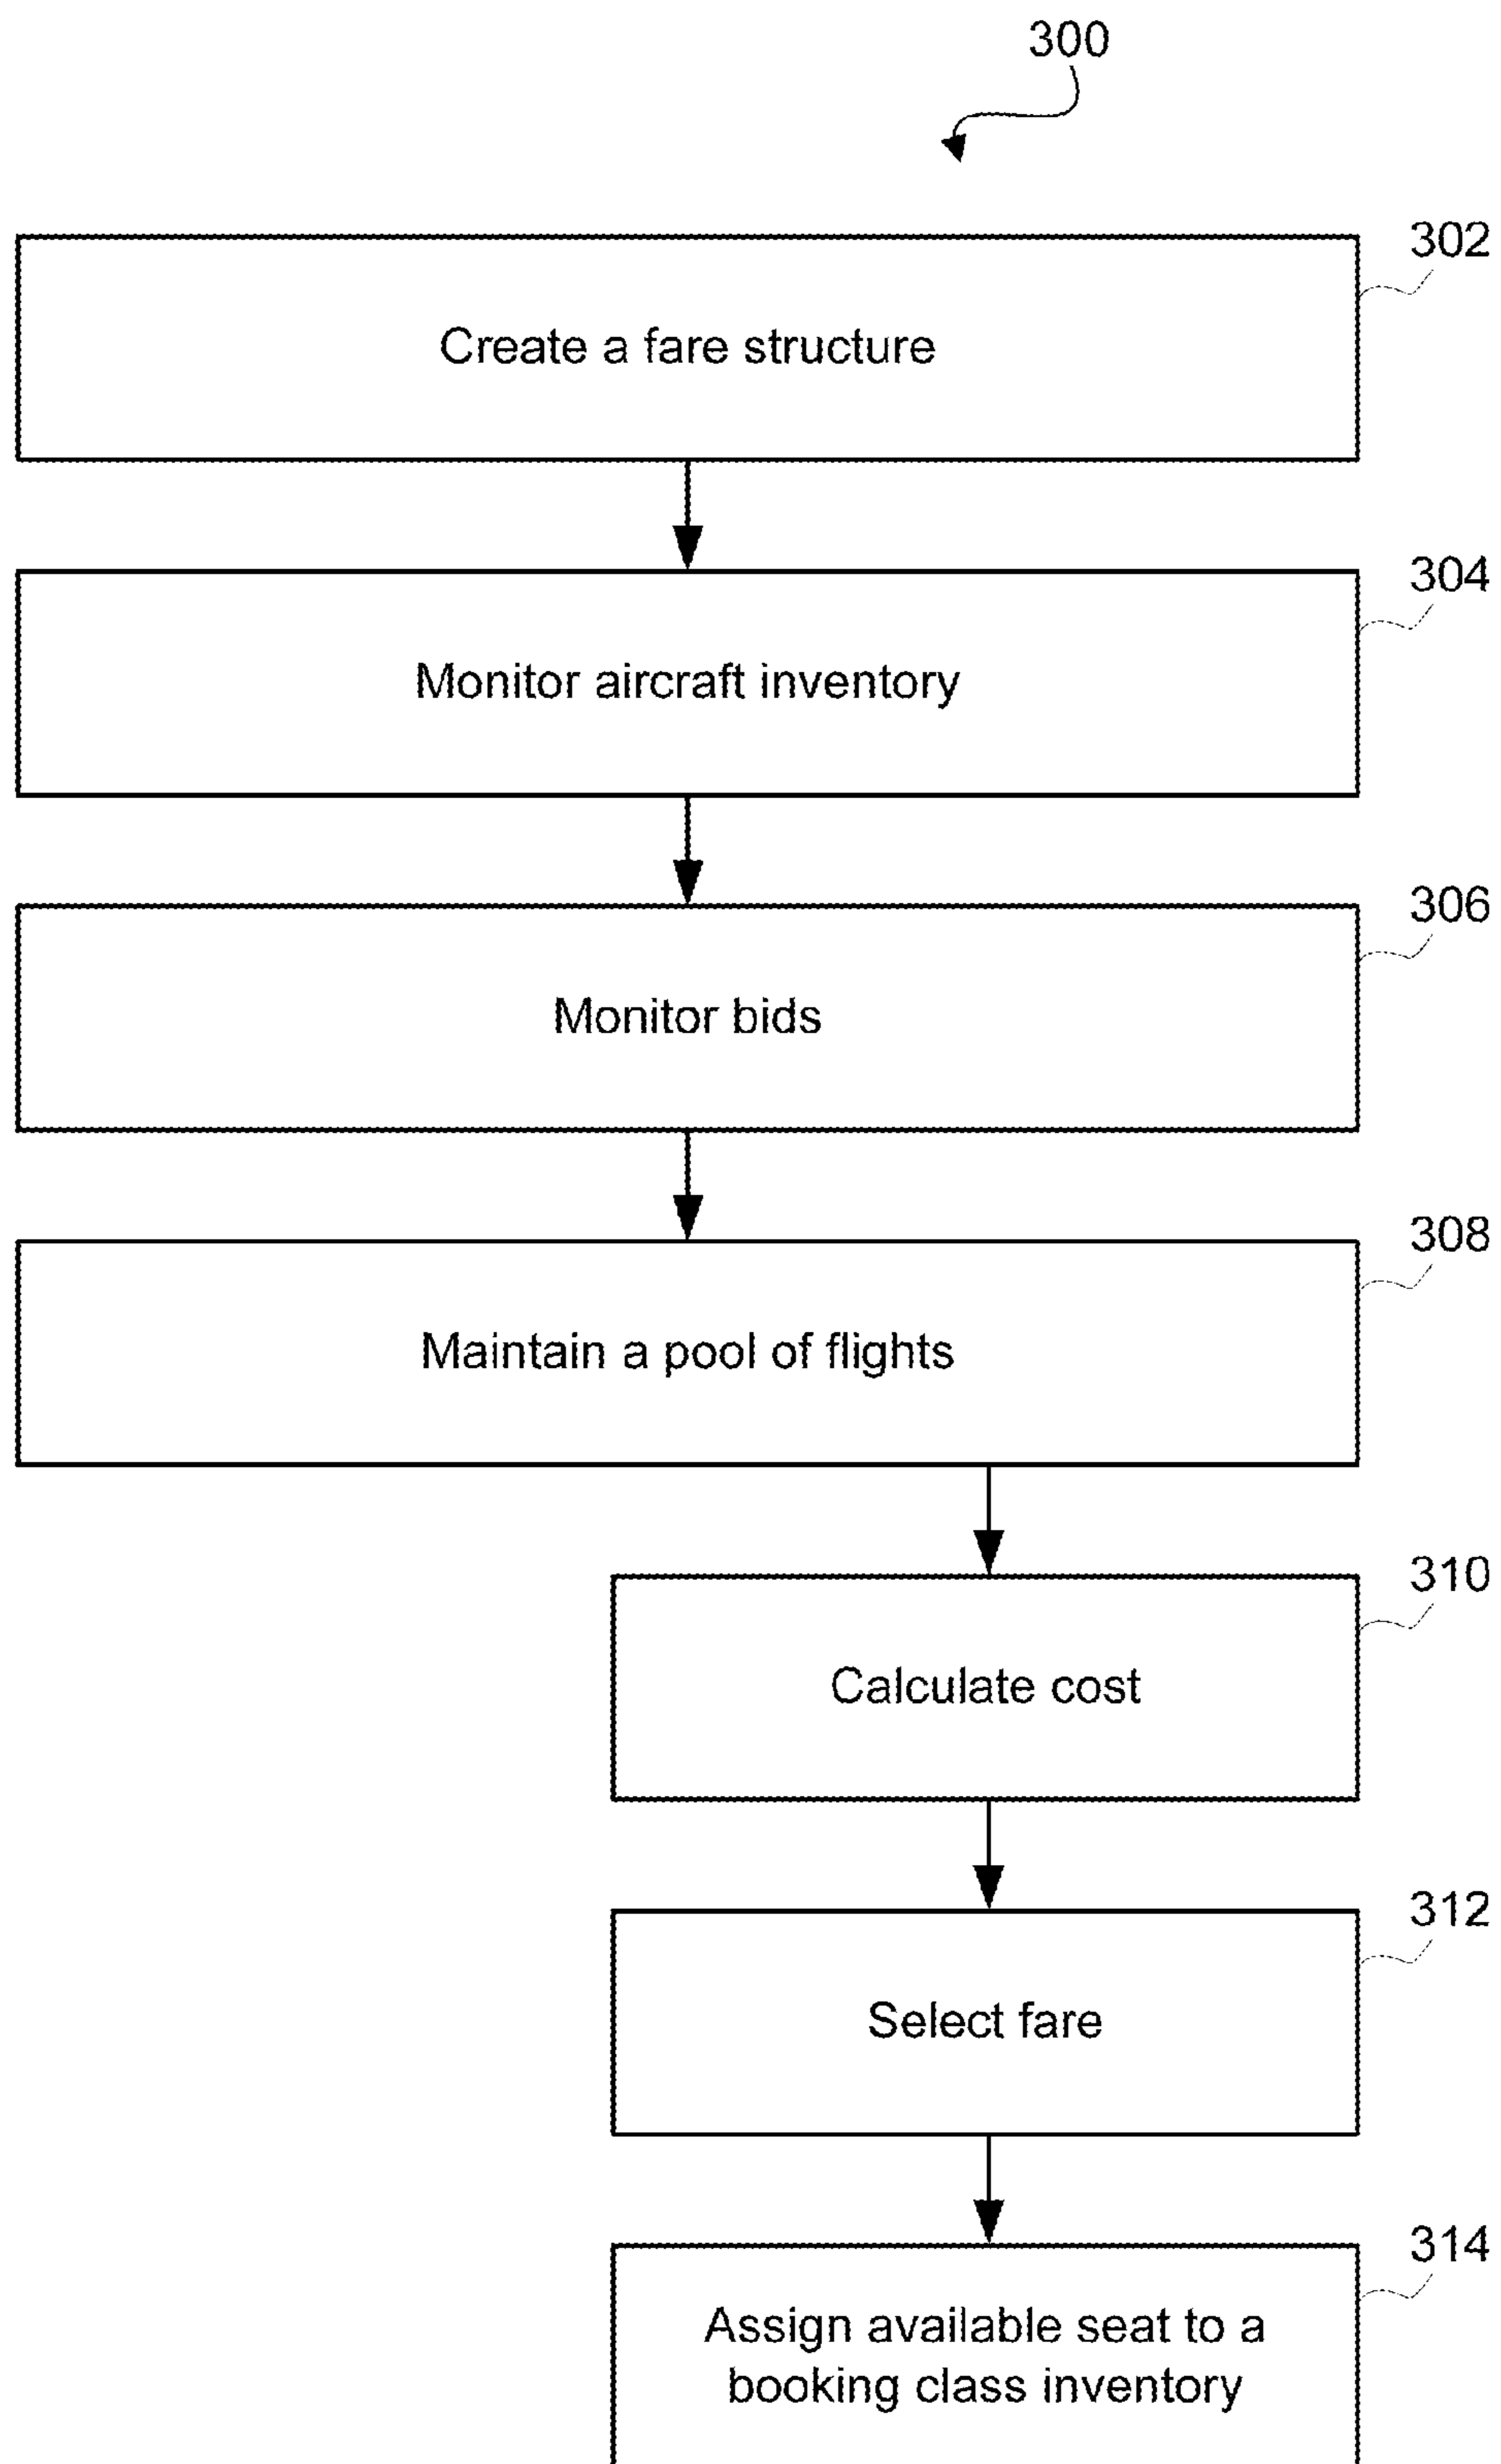 300
302
Create a fare structure
304
Monitor aircraft inventory
306
Monitor bids
308
Maintain a pool of flights
310
Calculate cost
312
Select fare
314
Assign available seat to a
booking class inventory